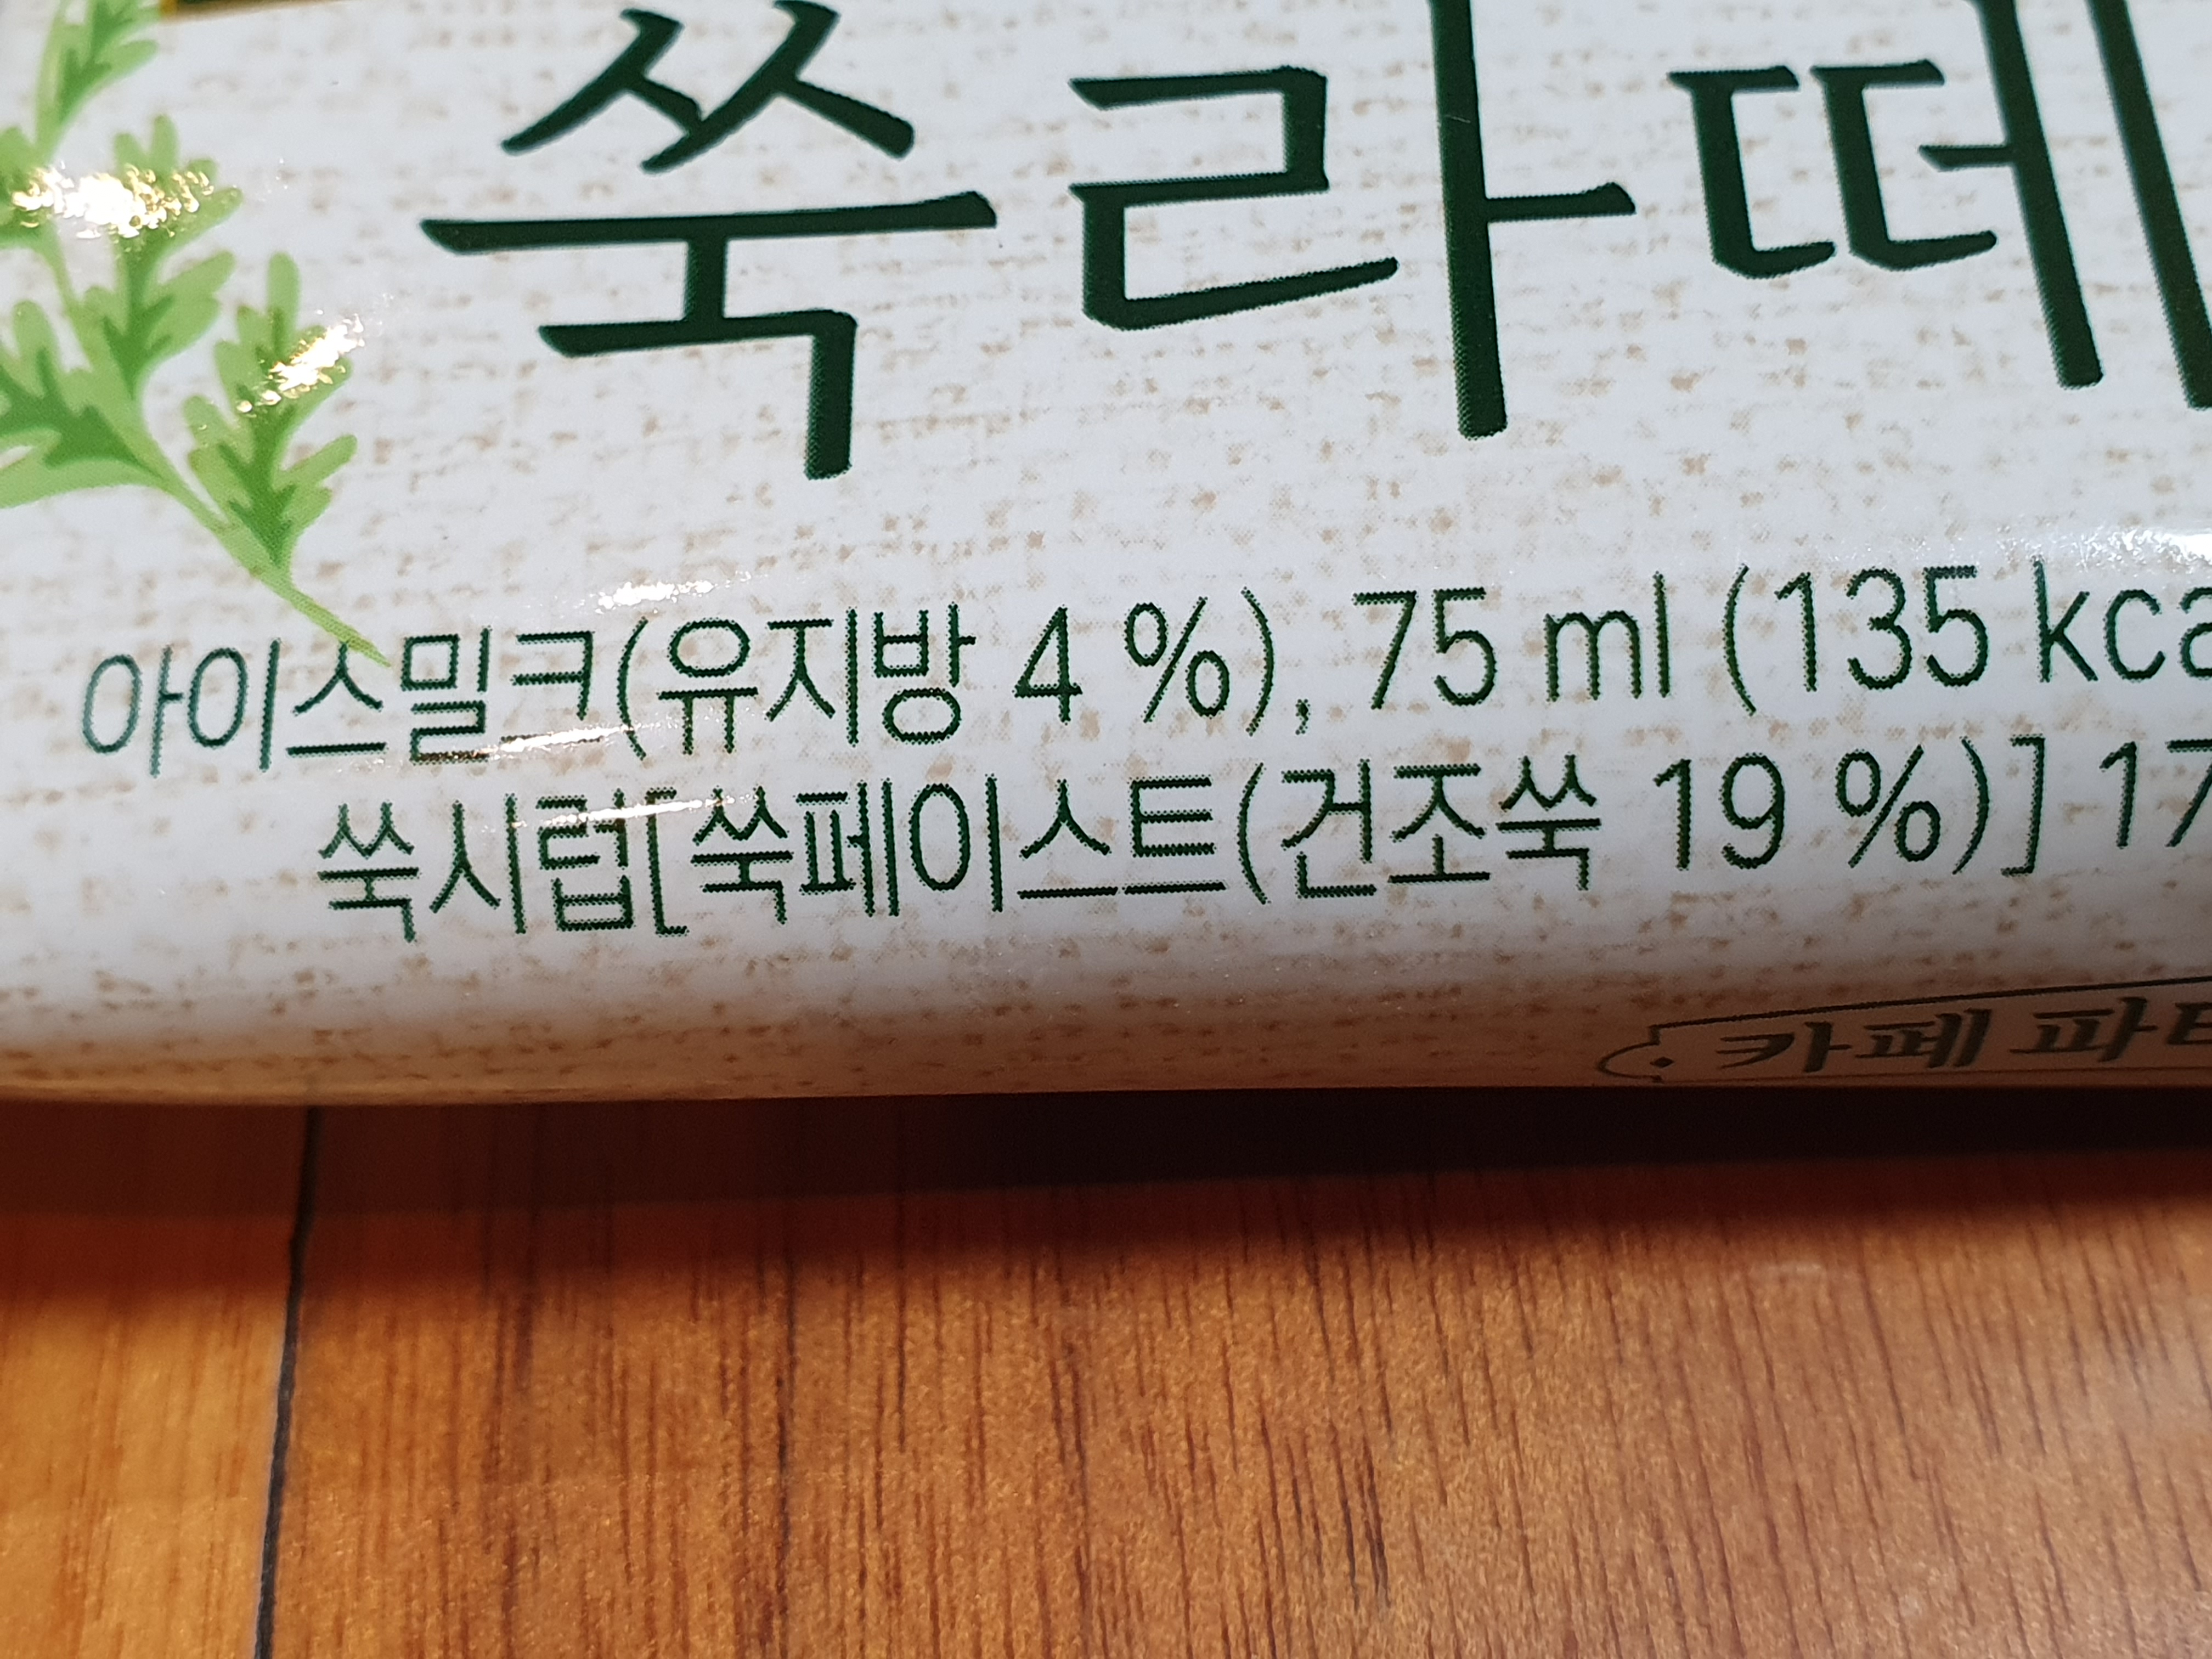 쑥라떼
아이스밀크(유지방 4 %), 75 ml (135 kca
쑥시럽[쑥페이스트(건조쑥 19 %)] 17
카페